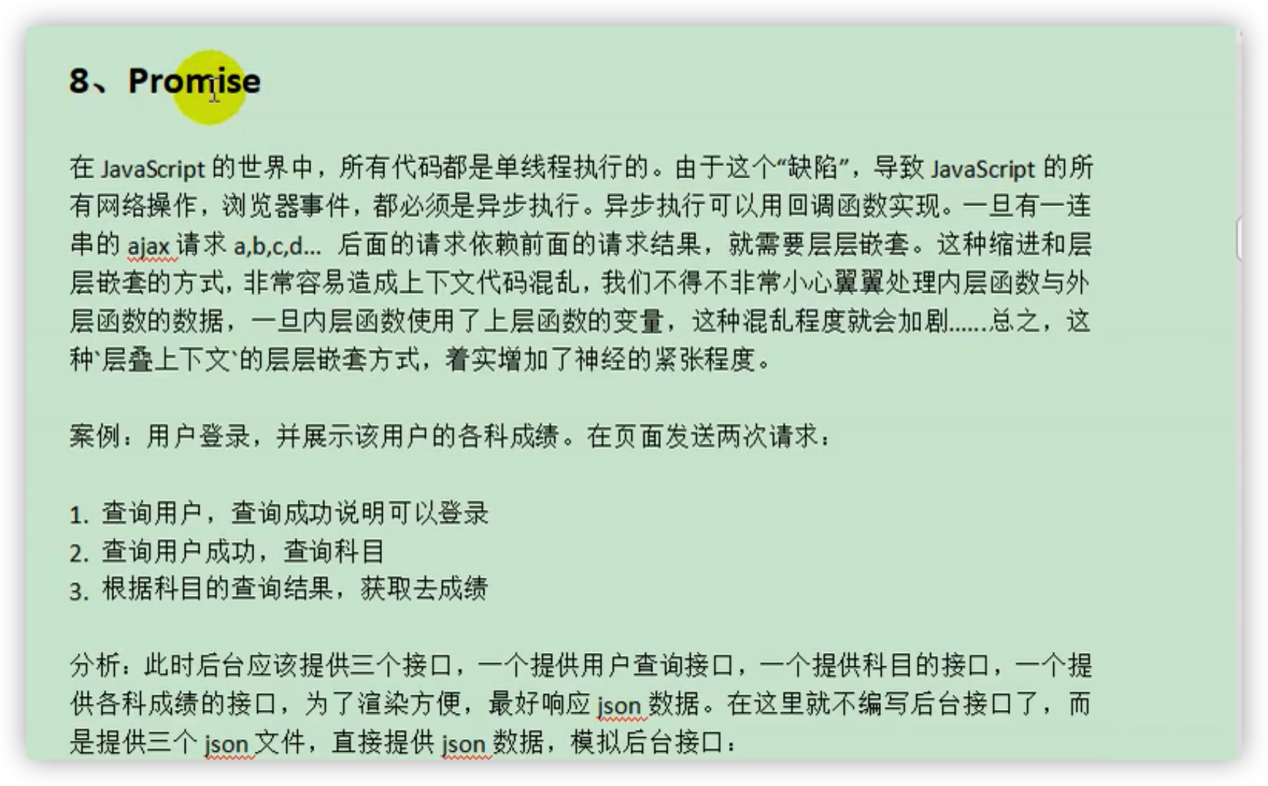 8、Promise
在 JavaScript 的世界中，所有代码都是单线程执行的。由于这个“缺陷”，导致 JavaScript 的所
有网络操作，浏览器事件，都必须是异步执行。异步执行可以用回调函数实现。一旦有一连
串的 ajax 请求 a,b,c,d... 后面的请求依赖前面的请求结果，就需要层层嵌套。这种缩进和层
层嵌套的方式，非常容易造成上下文代码混乱，我们不得不非常小心翼翼处理内层函数与外
层函数的数据，一旦内层函数使用了上层函数的变量，这种混乱程度就会加剧......总之，这
种`层叠上下文`的层层嵌套方式，着实增加了神经的紧张程度。
案例：用户登录，并展示该用户的各科成绩。在页面发送两次请求：
1. 查询用户，查询成功说明可以登录
2. 查询用户成功，查询科目
3. 根据科目的查询结果，获取去成绩
分析：此时后台应该提供三个接口，一个提供用户查询接口，一个提供科目的接口，一个提
供各科成绩的接口，为了渲染方便，最好响应 json 数据。在这里就不编写后台接口了，而
是提供三个 json 文件，直接提供 json 数据，模拟后台接口：